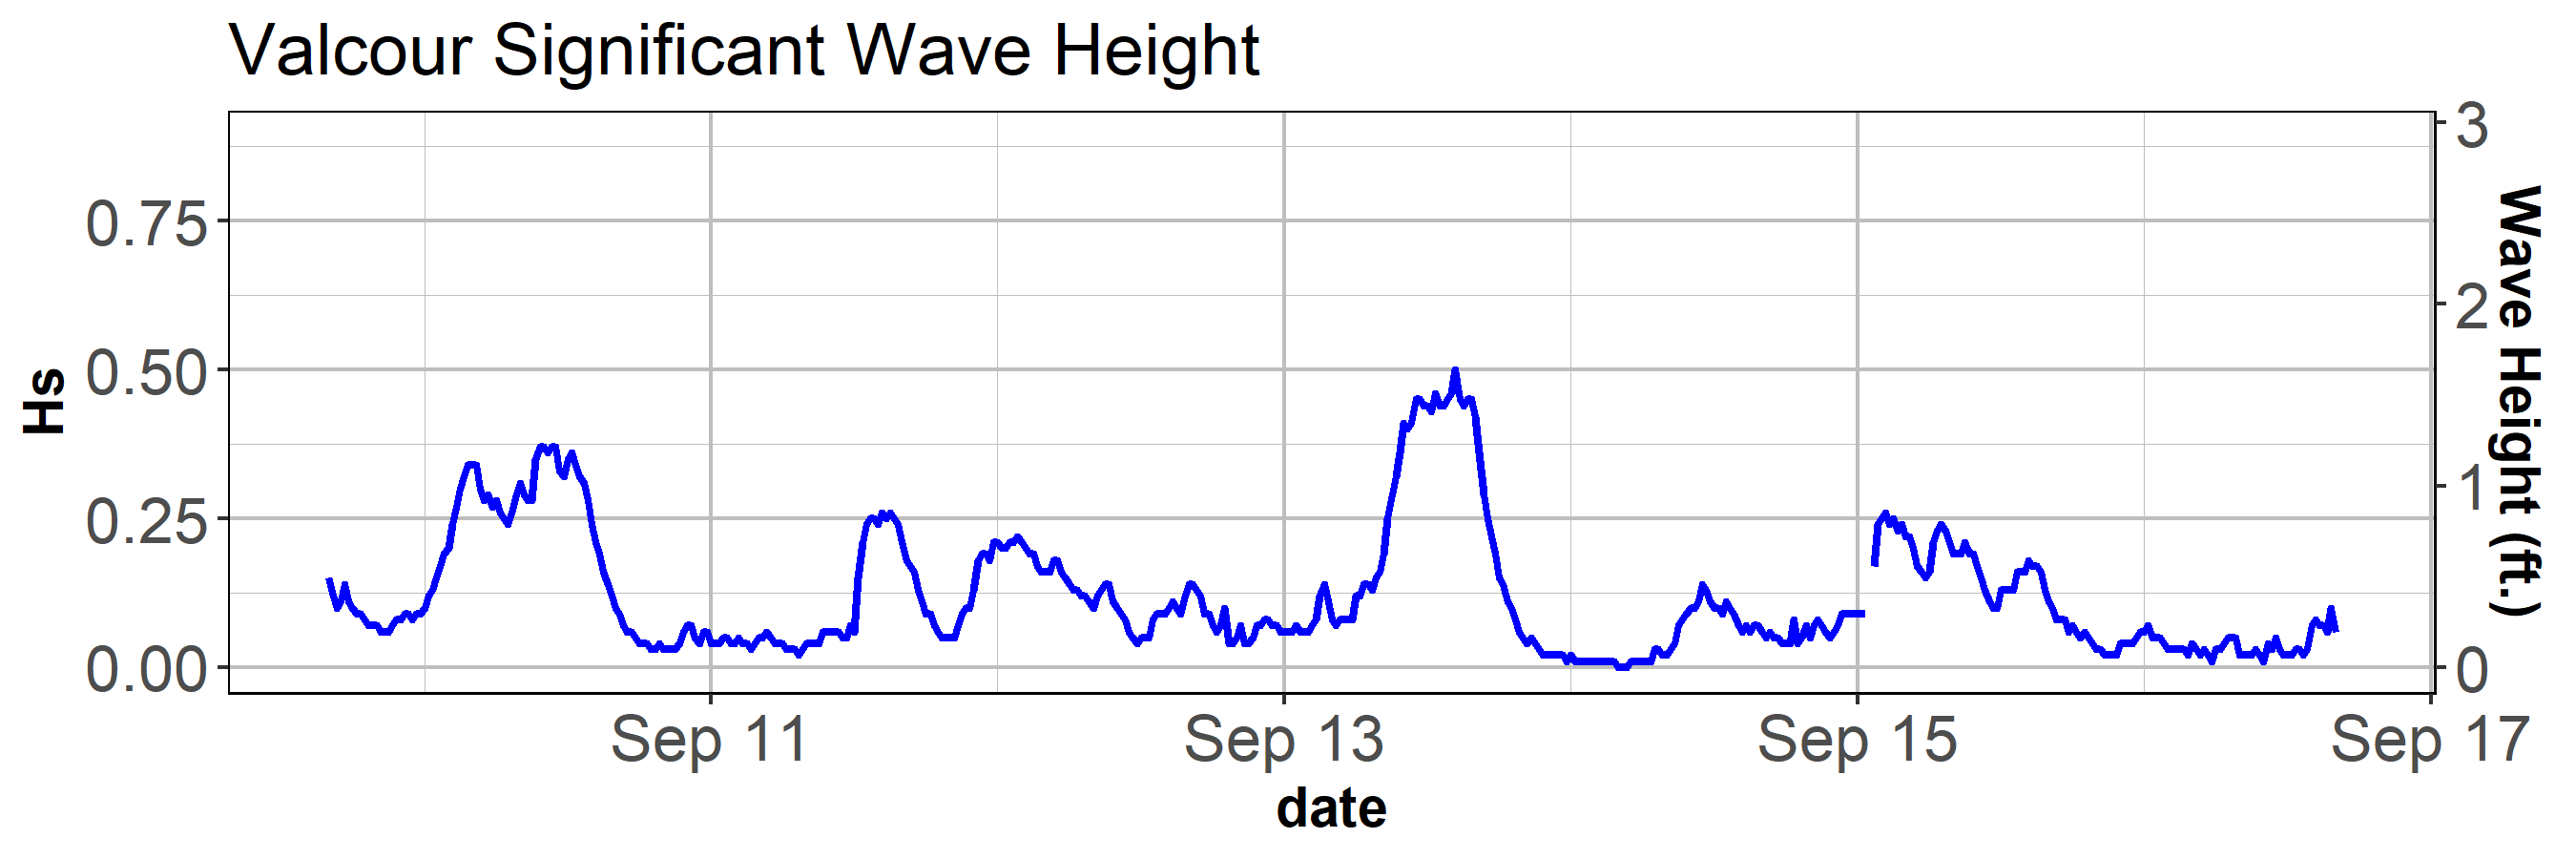 Valcour Significant Wave Height
Hs
0.75
0.50
0.25
0.00
3
2
1
0
Wave Height (ft.)
Sep 11
Sep 13
Sep 15
Sep 17
date